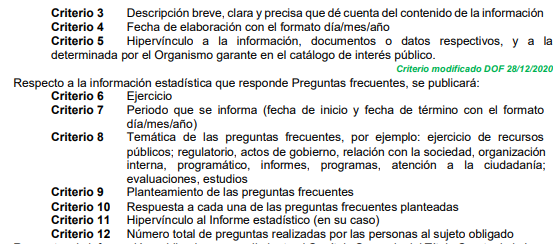 Criterio 3 Descripción breve, clara y precisa que dé cuenta del contenido de la información
Criterio 4 Fecha de elaboración con el formato día/mes/año
Criterio 5 Hipervínculo a la información, documentos o datos respectivos, y a la
determinada por el Organismo garante en el catálogo de interés público.
Criterio modificado DOF 28/12/2020
Respecto a la información estadística que responde Preguntas frecuentes, se publicará:
Criterio 6 Ejercicio
Criterio 7 Periodo que se informa (fecha de inicio y fecha de término con el formato
día/mes/año)
Criterio 8 Temática de las preguntas frecuentes, por ejemplo: ejercicio de recursos
públicos; regulatorio, actos de gobierno, relación con la sociedad, organización
interna, programático, informes, programas, atención a la ciudadanía;
evaluaciones, estudios
Criterio 9 Planteamiento de las preguntas frecuentes
Criterio 10 Respuesta a cada una de las preguntas frecuentes planteadas
Criterio 11 Hipervínculo al Informe estadístico (en su caso)
Criterio 12 Número total de preguntas realizadas por las personas al sujeto obligado